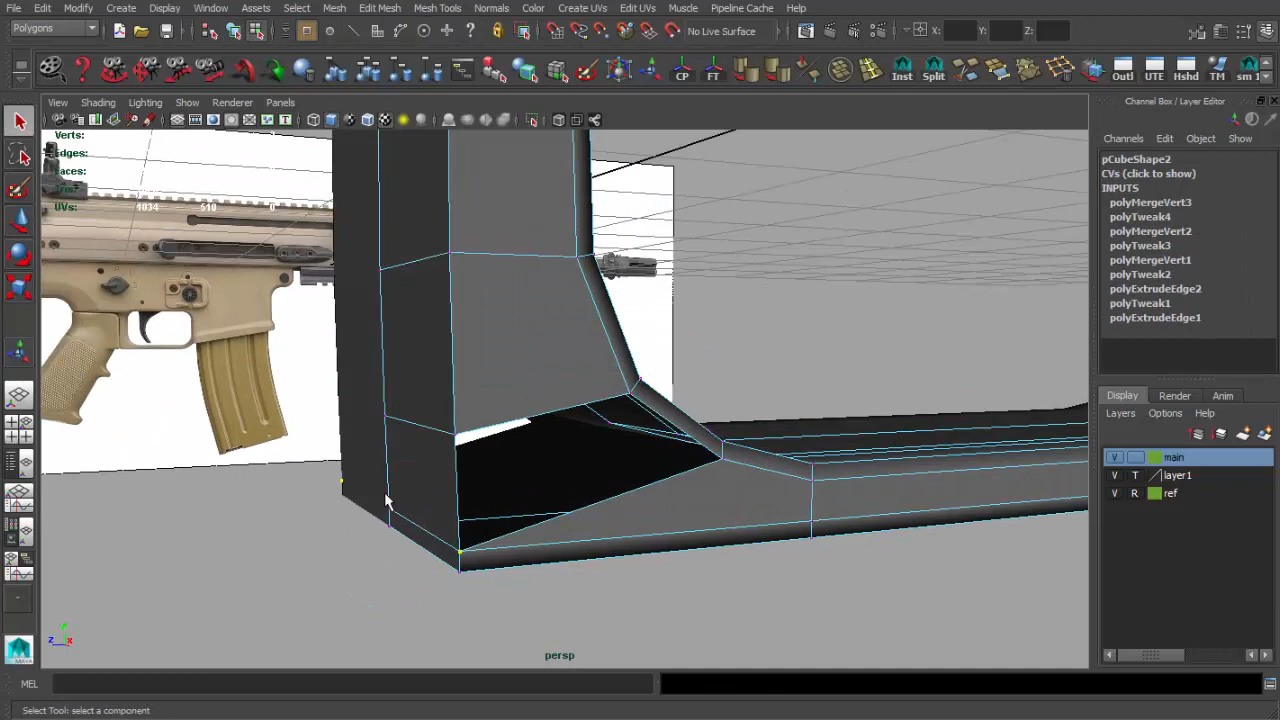 File Edit Modify Create Display Window Assets Select Mesh Edit Mesh Mesh Tools Normals Color Create UVs Edit UVs Muscle Pipeline Cache Help
Polygons
No Live Surface
X: Y: Z:
CP FT Inst Split Outl UTE Hshd TM sm 1
View Shading Lighting Show Renderer Panels
Channel Box / Layer Editor
Channels Edit Object Show
Verts:
Edges:
Faces:
UVs: 4034 510 0
pCubeShape2
CVs (click to show)
INPUTS
polyMergeVert3
polyTweak4
polyMergeVert2
polyTweak3
polyMergeVert1
polyTweak2
polyExtrudeEdge2
polyTweak1
polyExtrudeEdge1
Display Render Anim
Layers Options Help
V main
V T layer1
V R ref
persp
MEL
Select Tool: select a component